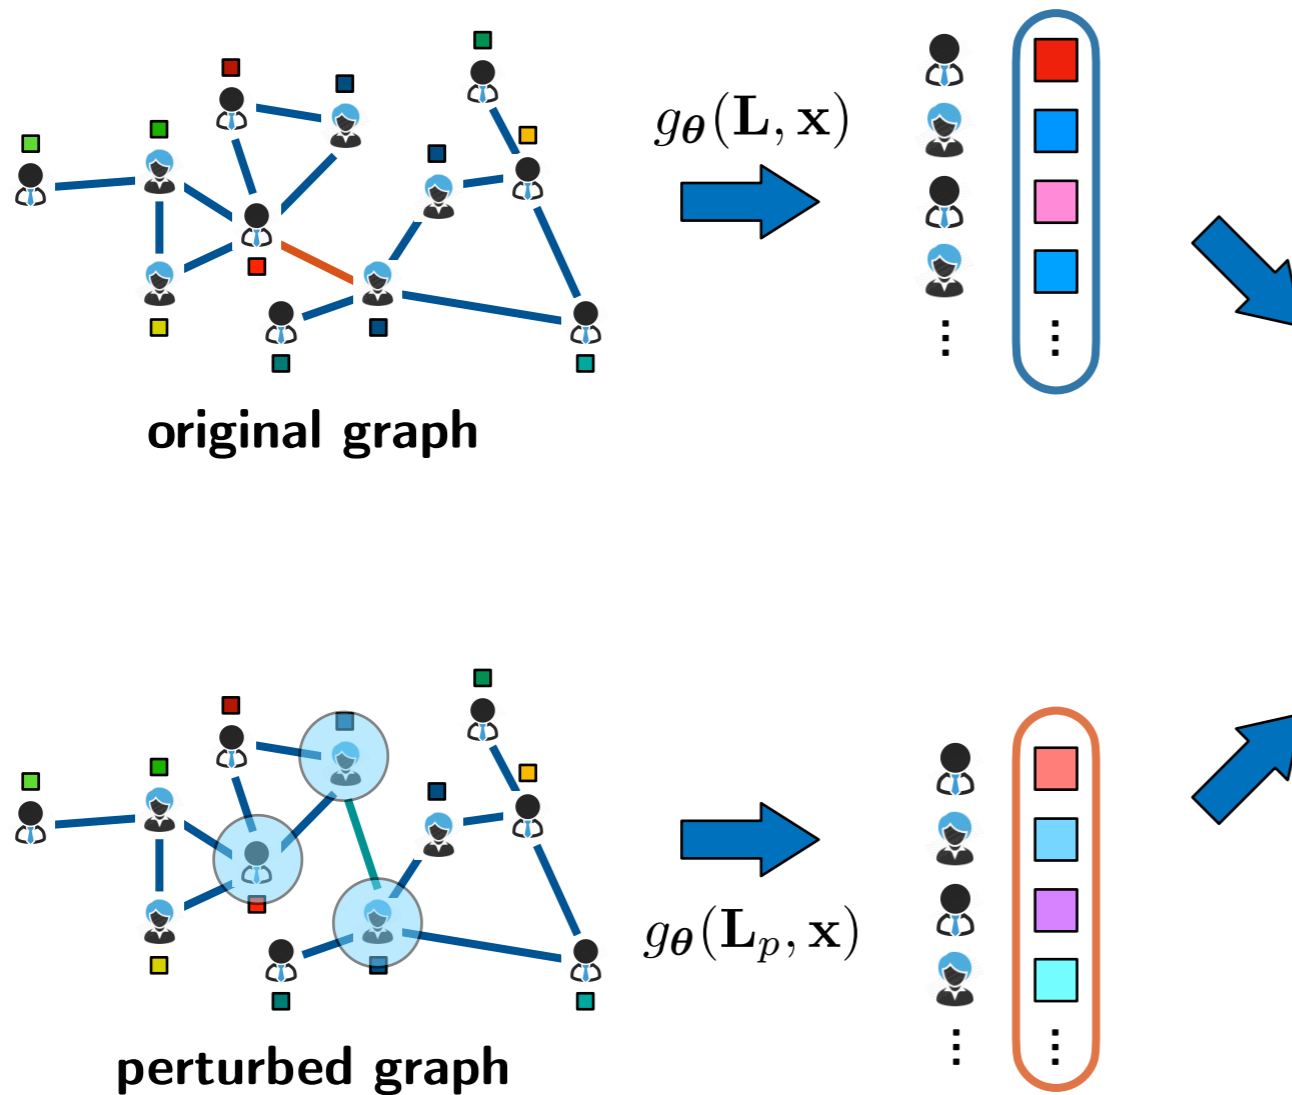 g_θ(L, x)
⋮ ⋮
original graph
g_θ(L_p, x)
⋮ ⋮
perturbed graph